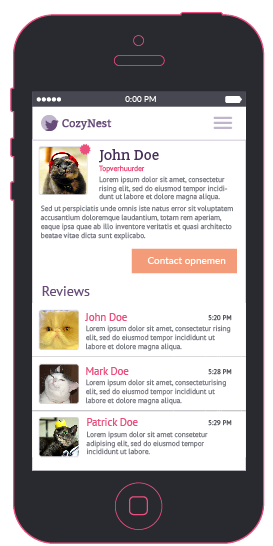 0:00 PM
CozyNest
John Doe
Topverhuurder
Lorem ipsum dolor sit amet, consectetur
rising elit, sed do eiusmod tempor incidi-
dunt ut labore et dolore magna aliqua.
Sed ut perspiciatis unde omnis iste natus error sit voluptatem
accusantium doloremque laudantium, totam rem aperiam,
eaque ipsa quae ab illo inventore veritatis et quasi architecto
beatae vitae dicta sunt explicabo.
Contact opnemen
Reviews
John Doe 5:20 PM
Lorem ipsum dolor sit amet, consectetur rising
elit, sed do eiusmod tempor incididunt ut
labore et dolore magna aliqua.
Mark Doe 5:28 PM
Lorem ipsum dolor sit amet, consecteturising
elit, sed do eiusmod tempor incididunt ut
labore et dolore magna aliqua.
Patrick Doe 5:29 PM
Lorem ipsum dolor sit amet consetetur
adipising elit, sed do eiusmod tempor
incididunt ut labore.